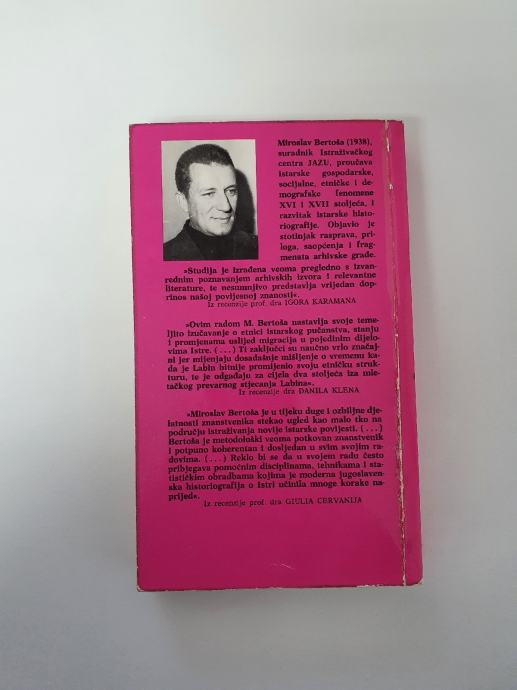 Miroslav Bertoša (1938),
suradnik Istraživačkog
centra JAZU, proučava
istarske gospodarske,
socijalne, etničke i de-
mografske fenomene
XVI i XVII stoljeća, i
razvitak istarske histo-
riografije. Objavio je
stotinjak rasprava, pri-
loga, saopćenja i frag-
menata arhivske građe.
»Studija je izrađena veoma pregledno s izvan-
rednim poznavanjem arhivskih izvora i relevantne
literature, te nesumnjivo predstavlja vrijedan dop-
rinos našoj povijesnoj znanosti«.
Iz recenzije prof. dra IGORA KARAMANA
»Ovim radom M. Bertoša nastavlja svoje teme-
ljito izučavanje o etnici istarskog pučanstva, stanju
i promjenama uslijed migracija u pojedinim dijelo-
vima Istre. (...) Ti zaključci su naučno vrlo značaj-
ni jer mijenjaju dosadašnje mišljenje o vremenu ka-
da je Labin bitnije promijenio svoju etničku struk-
turu, te je odgađaju za cijela dva stoljeća iza mle-
tačkog prevarnog stjecanja Labina«.
Iz recenzije dra DANILA KLENA
»Miroslav Bertoša je u tijeku duge i ozbiljne dje-
latnosti znanstvenika stekao ugled kao malo tko na
području istraživanja novije istarske povijesti. (...)
Bertoša je metodološki veoma potkovan znanstvenik
i potpuno koherentan i dosljedan u svim svojim ra-
dovima. (...) Reklo bi se da u svojem radu često
pribjegava pomoćnim disciplinama, tehnikama i sta-
tističkim obradbama kojima je moderna jugoslaven-
ska historiografija o Istri učinila mnoge korake na-
prijed«.
Iz recenzije prof. dra GIULIA CERVANIJA